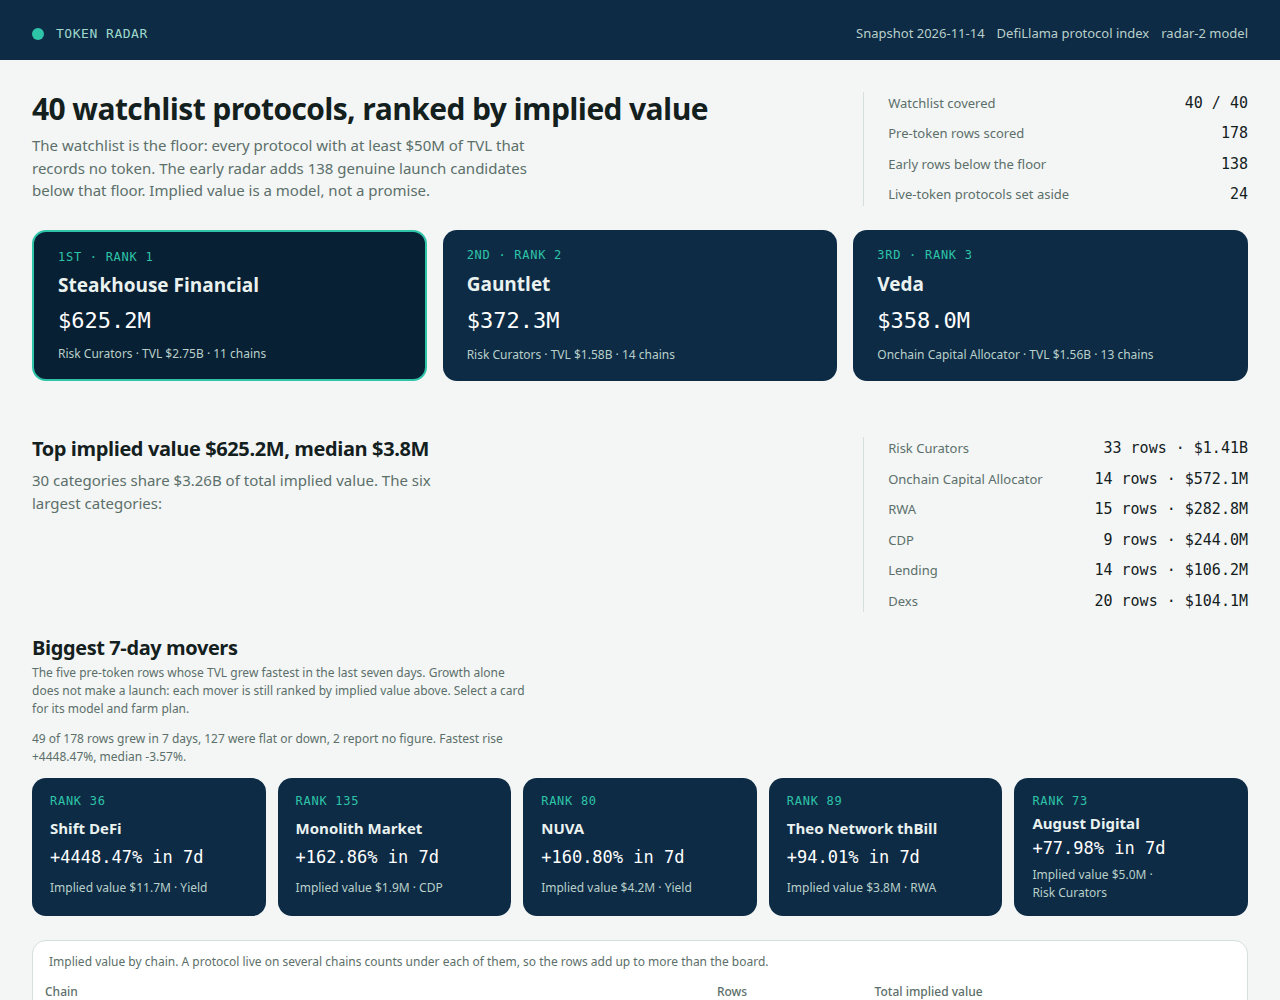 TOKEN RADAR
Snapshot 2026-11-14 DefiLlama protocol index radar-2 model
40 watchlist protocols, ranked by implied value
The watchlist is the floor: every protocol with at least $50M of TVL that
records no token. The early radar adds 138 genuine launch candidates
below that floor. Implied value is a model, not a promise.
Watchlist covered 40 / 40
Pre-token rows scored 178
Early rows below the floor 138
Live-token protocols set aside 24
1ST · RANK 1
Steakhouse Financial
$625.2M
Risk Curators · TVL $2.75B · 11 chains
2ND · RANK 2
Gauntlet
$372.3M
Risk Curators · TVL $1.58B · 14 chains
3RD · RANK 3
Veda
$358.0M
Onchain Capital Allocator · TVL $1.56B · 13 chains
Top implied value $625.2M, median $3.8M
30 categories share $3.26B of total implied value. The six
largest categories:
Risk Curators 33 rows · $1.41B
Onchain Capital Allocator 14 rows · $572.1M
RWA 15 rows · $282.8M
CDP 9 rows · $244.0M
Lending 14 rows · $106.2M
Dexs 20 rows · $104.1M
Biggest 7-day movers
The five pre-token rows whose TVL grew fastest in the last seven days. Growth alone
does not make a launch: each mover is still ranked by implied value above. Select a card
for its model and farm plan.
49 of 178 rows grew in 7 days, 127 were flat or down, 2 report no figure. Fastest rise
+4448.47%, median -3.57%.
RANK 36
Shift DeFi
+4448.47% in 7d
Implied value $11.7M · Yield
RANK 135
Monolith Market
+162.86% in 7d
Implied value $1.9M · CDP
RANK 80
NUVA
+160.80% in 7d
Implied value $4.2M · Yield
RANK 89
Theo Network thBill
+94.01% in 7d
Implied value $3.8M · RWA
RANK 73
August Digital
+77.98% in 7d
Implied value $5.0M ·
Risk Curators
Implied value by chain. A protocol live on several chains counts under each of them, so the rows add up to more than the board.
Chain Rows Total implied value